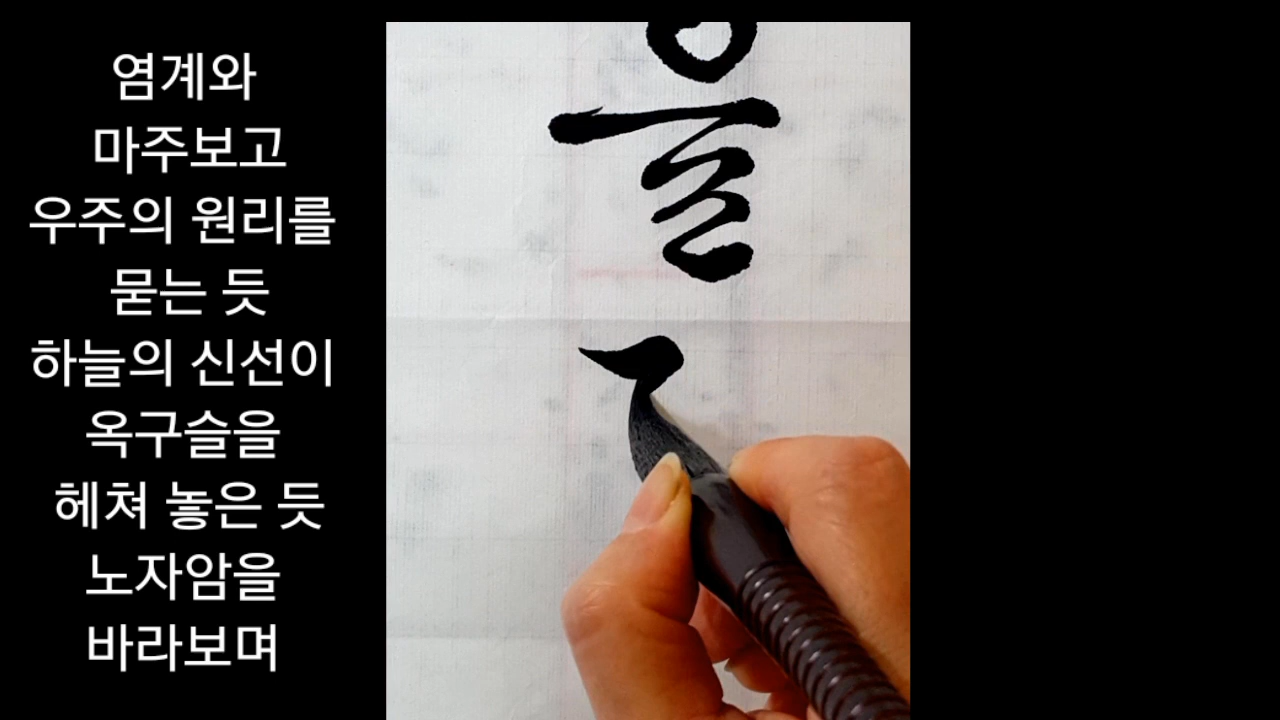 염계와
마주보고
우주의 원리를
묻는 듯
하늘의 신선이
옥구슬을
헤쳐 놓은 듯
노자암을
바라보며
을